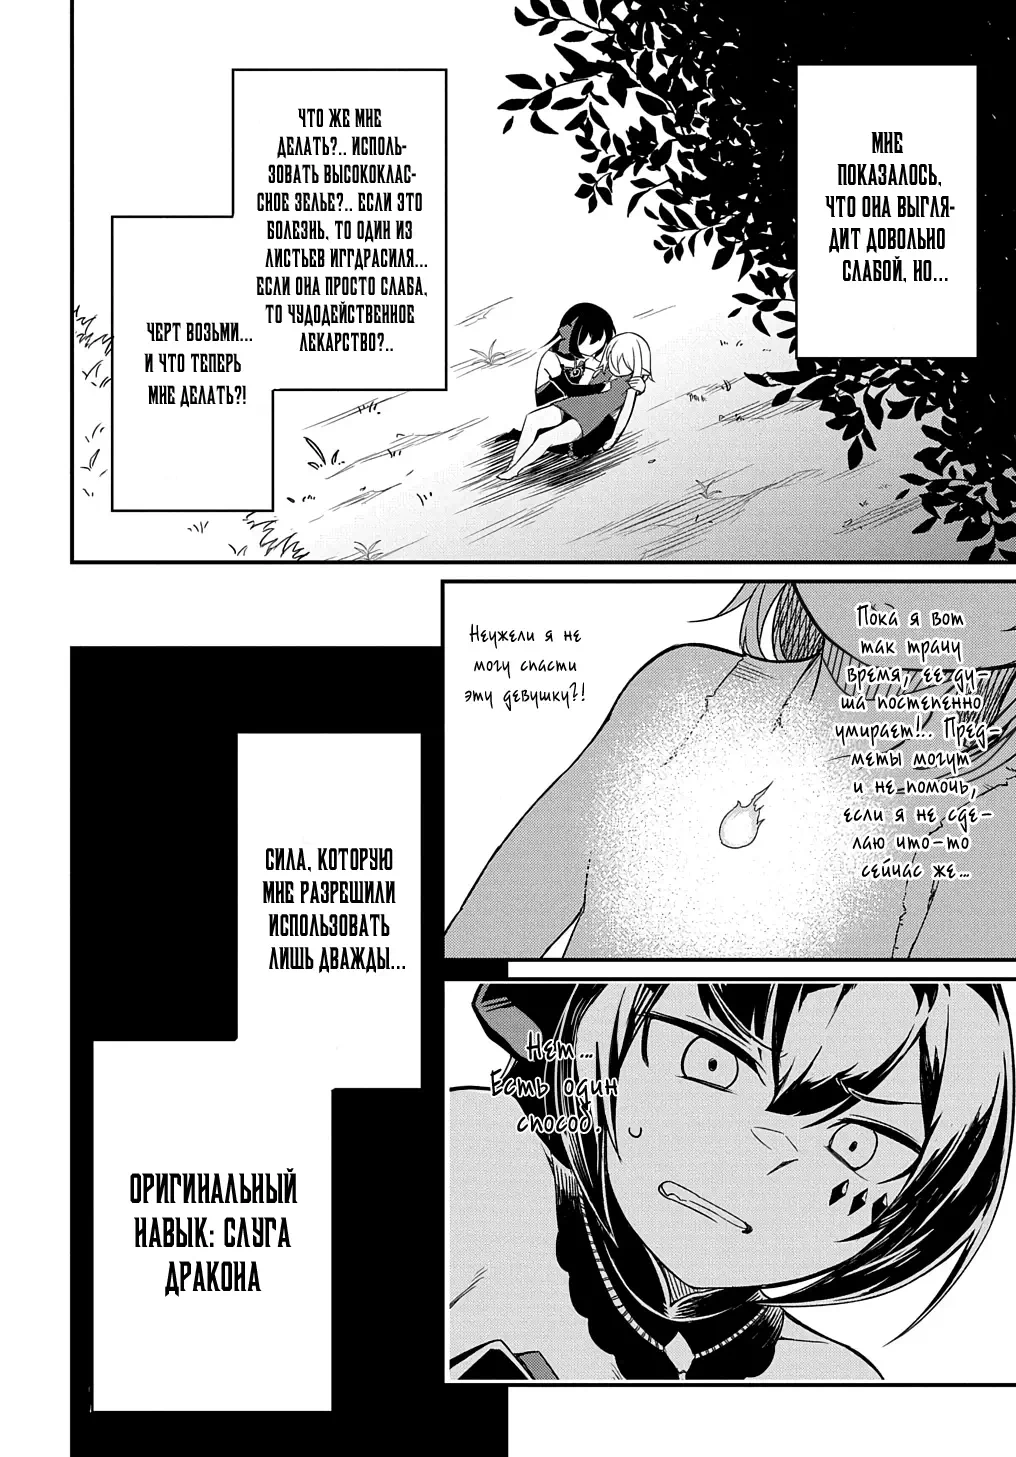 МНЕ
ПОКАЗАЛОСЬ,
ЧТО ОНА ВЫГЛЯ-
ДИТ ДОВОЛЬНО
СЛАБОЙ, НО...
ЧТО ЖЕ МНЕ
ДЕЛАТЬ?.. ИСПОЛЬ-
ЗОВАТЬ ВЫСОКОКЛАС-
СНОЕ ЗЕЛЬЕ?.. ЕСЛИ ЭТО
БОЛЕЗНЬ, ТО ОДИН ИЗ
ЛИСТЬЕВ ИГГДРАСИЛЯ...
ЕСЛИ ОНА ПРОСТО СЛАБА,
ТО ЧУДОДЕЙСТВЕННОЕ
ЛЕКАРСТВО?..
ЧЕРТ ВОЗЬМИ...
И ЧТО ТЕПЕРЬ
МНЕ ДЕЛАТЬ?!
Пока я вот
так трачу
время, ее ду-
ша постепенно
умирает!.. Пред-
меты могут
и не помочь,
если я не сде-
лаю что-то
сейчас же...
Неужели я не
могу спасти
эту девушку?!
Нет...
Есть один
способ.
СИЛА, КОТОРУЮ
МНЕ РАЗРЕШИЛИ
ИСПОЛЬЗОВАТЬ
ЛИШЬ ДВАЖДЫ...
ОРИГИНАЛЬНЫЙ
НАВЫК: СЛУГА
ДРАКОНА